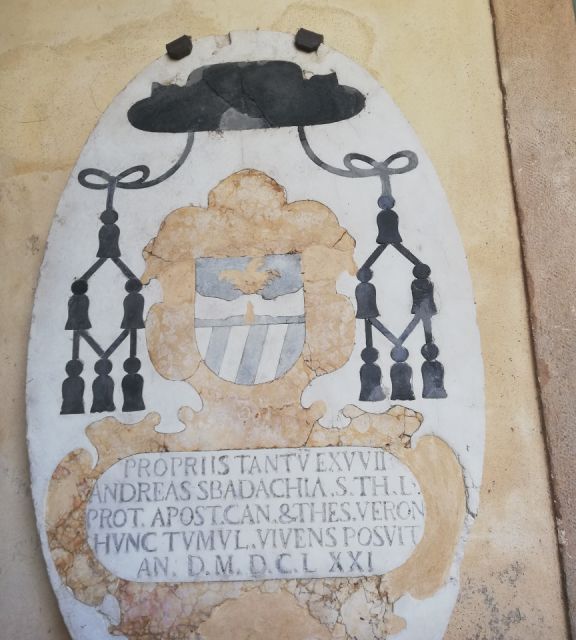 PROPRIIS TANTV̄ EXVVII
ANDREAS SBADACHIA. S. TH. L.
PROT. APOST. CAN. & THES. VERON
HVNC TVMVL. VIVENS POSVIT
AN. D. M. D C. L XXI